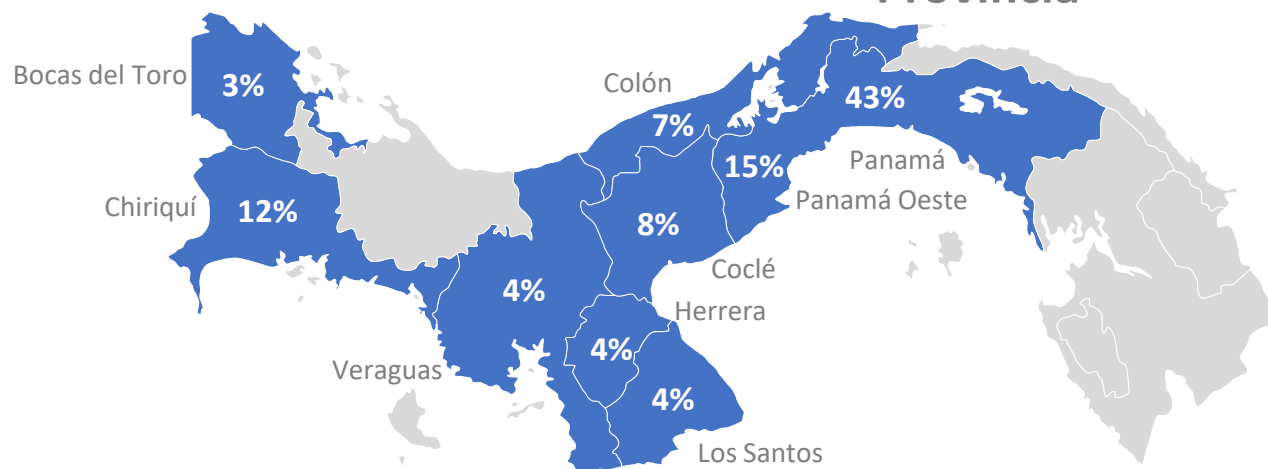 Provincia
Bocas del Toro
3%
Colón
7%
43%
15%
Panamá
Chiriquí
12%
Panamá Oeste
8%
Coclé
4%
Herrera
4%
Veraguas
4%
Los Santos